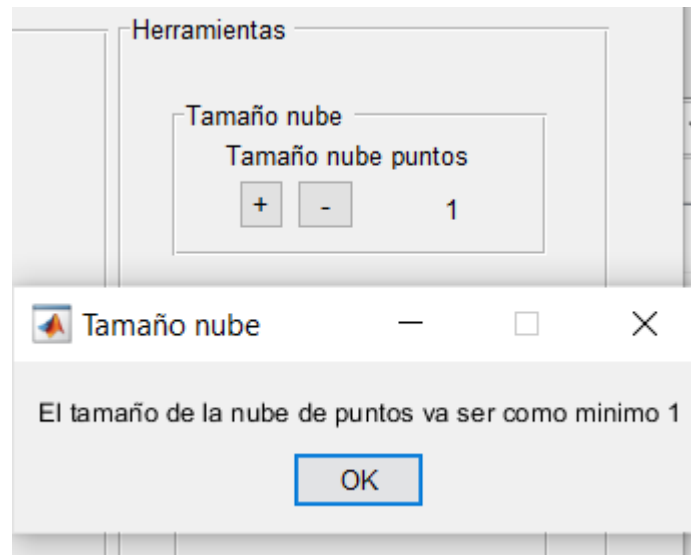 Herramientas
Tamaño nube
Tamaño nube puntos
+ - 1
Tamaño nube
El tamaño de la nube de puntos va ser como minimo 1
OK